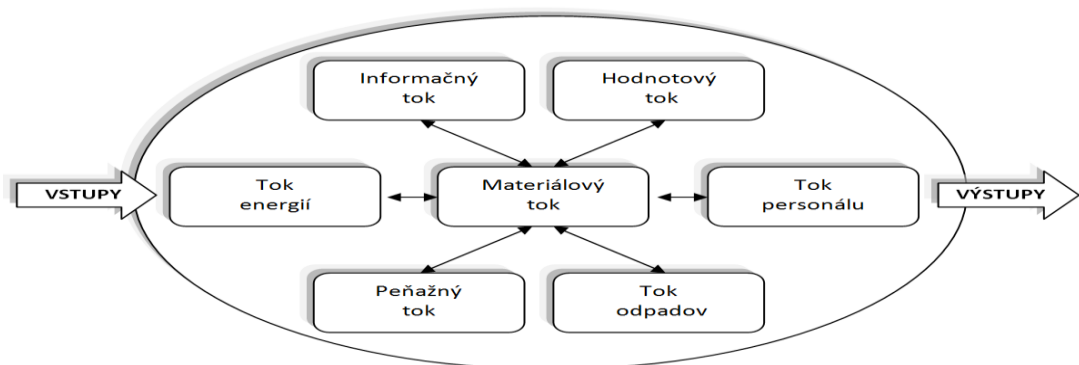 Informačný
tok
Hodnotový
tok
VSTUPY
Tok
energií
Materiálový
tok
Tok
personálu
VÝSTUPY
Peňažný
tok
Tok
odpadov